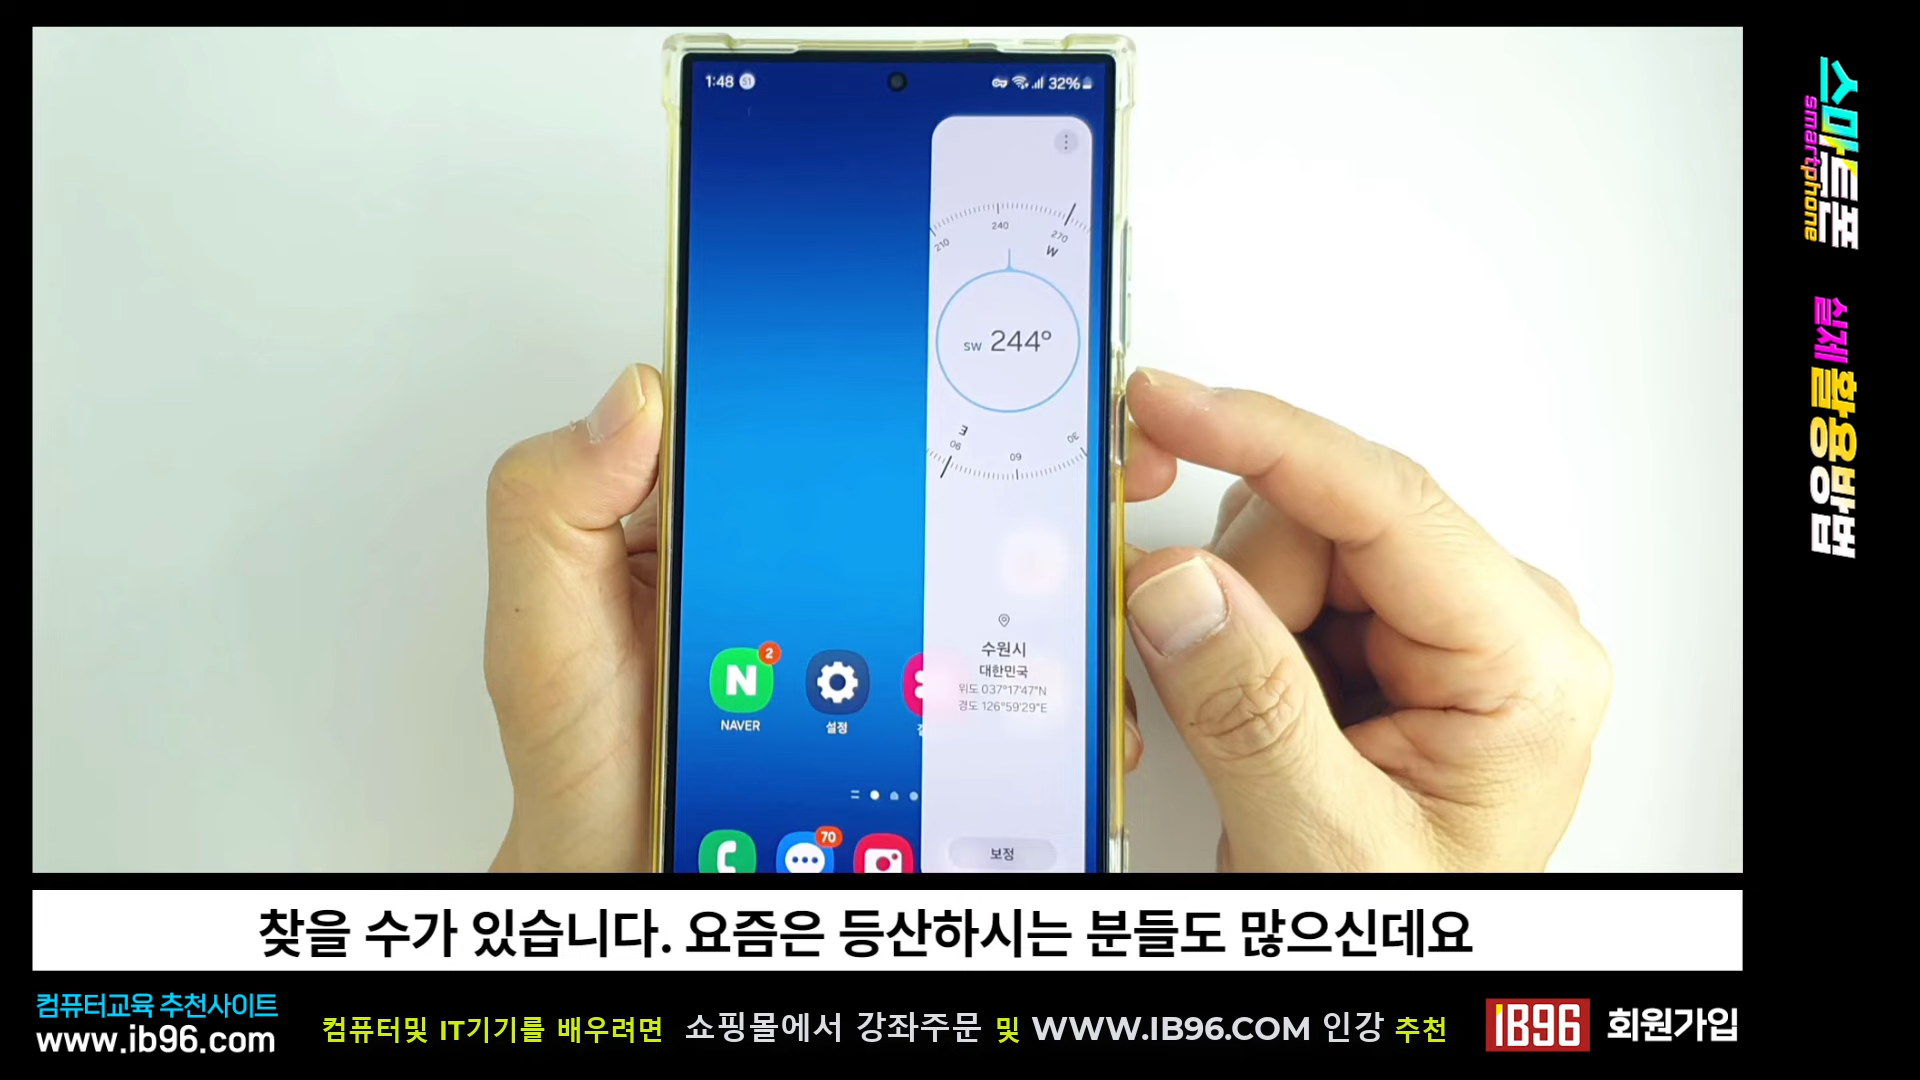 1:48 51
32%
210
240
270
W
SW 244°
E
90
60
30
수원시
대한민국
위도 037°17'47"N
경도 126°59'29"E
보정
2
N
NAVER
설정
70
스마트폰
smartphone
실제 활용방법
찾을 수가 있습니다. 요즘은 등산하시는 분들도 많으신데요
컴퓨터교육 추천사이트
www.ib96.com
컴퓨터및 IT기기를 배우려면 쇼핑몰에서 강좌주문 및 WWW.IB96.COM 인강 추천
IB96 회원가입